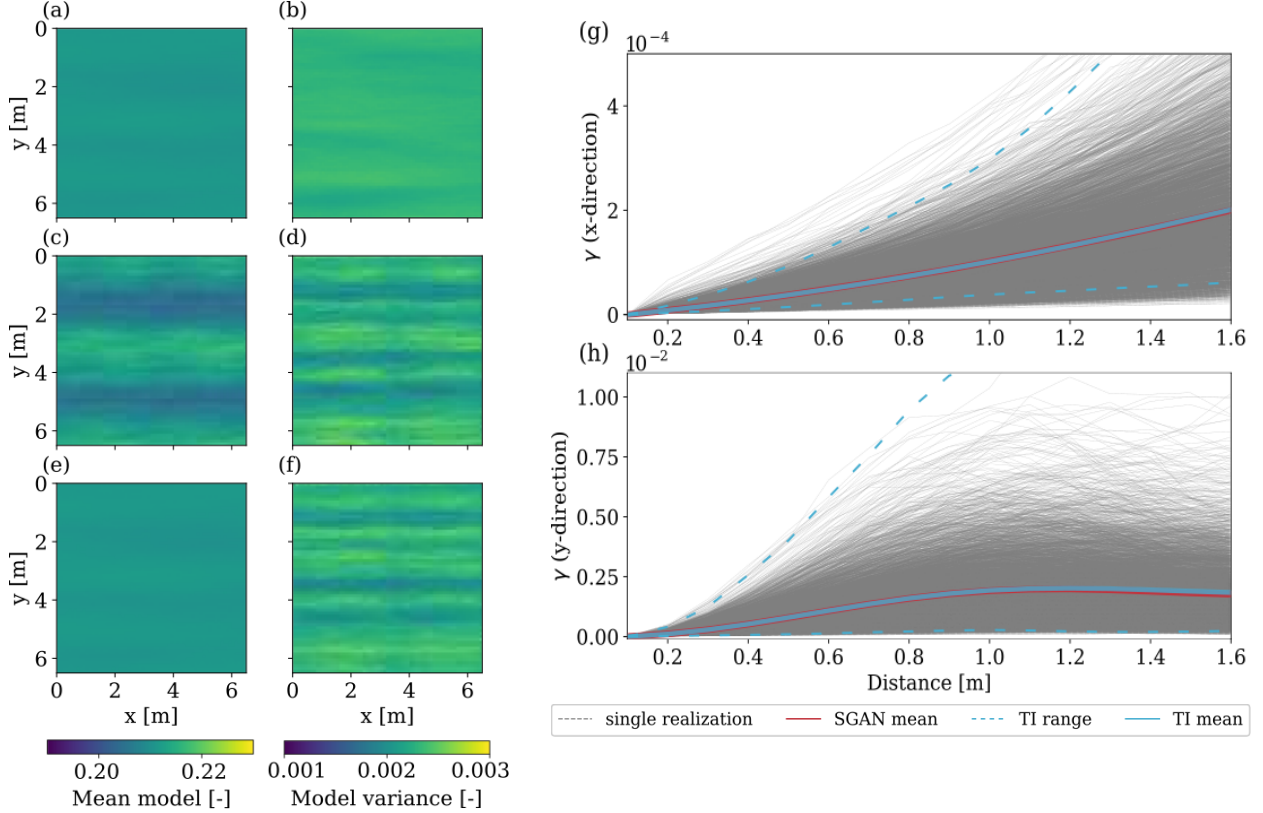 (a)
(b)
0
2
4
6
y [m]
(c)
(d)
0
2
4
6
y [m]
(e)
(f)
0
2
4
6
y [m]
0 2 4 6
x [m]
0 2 4 6
x [m]
0.20 0.22
Mean model [-]
0.001 0.002 0.003
Model variance [-]
(g)
10⁻⁴
4
2
0
γ (x-direction)
0.2 0.4 0.6 0.8 1.0 1.2 1.4 1.6
(h)
10⁻²
1.00
0.75
0.50
0.25
0.00
γ (y-direction)
0.2 0.4 0.6 0.8 1.0 1.2 1.4 1.6
Distance [m]
single realization SGAN mean TI range TI mean